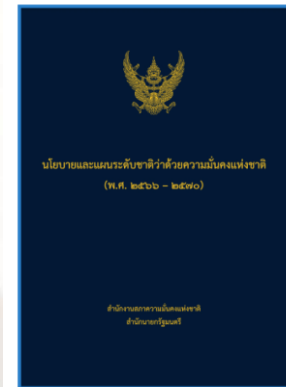 นโยบายและแผนระดับชาติว่าด้วยความมั่นคงแห่งชาติ
(พ.ศ. ๒๕๖๖ – ๒๕๗๐)
สำนักงานสภาความมั่นคงแห่งชาติ
สำนักนายกรัฐมนตรี